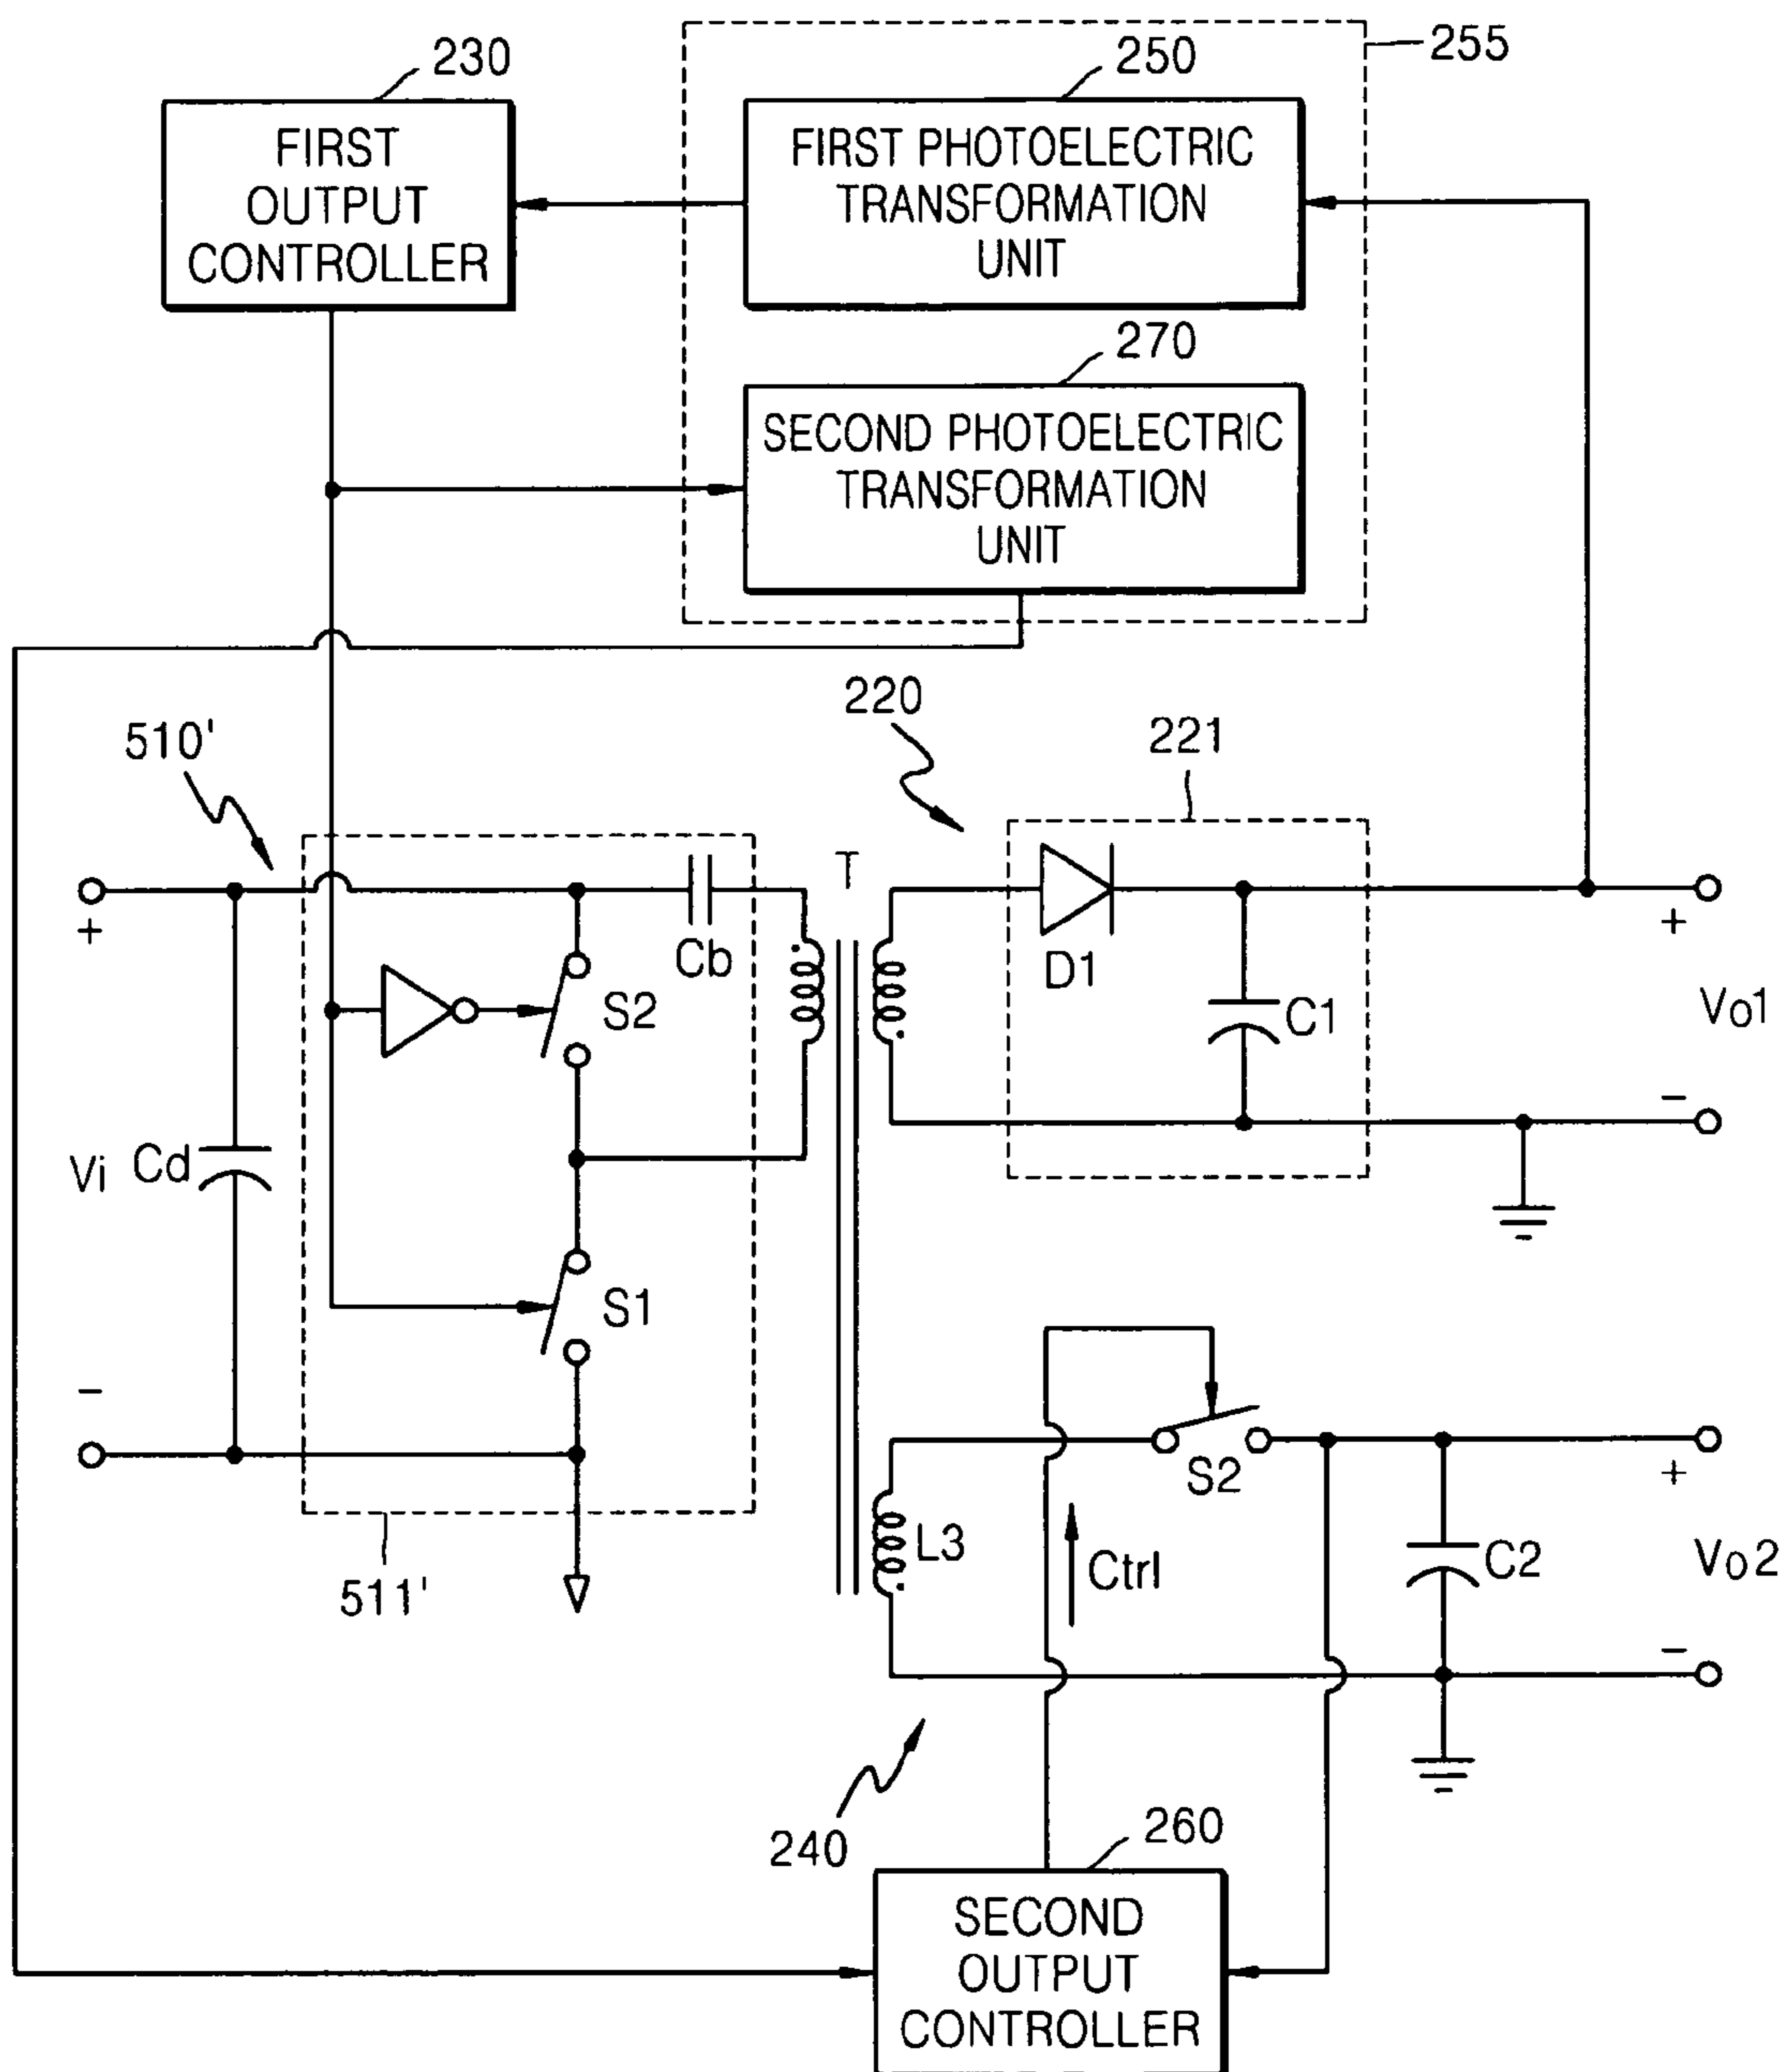 230
250
255
FIRST
OUTPUT
CONTROLLER
FIRST PHOTOELECTRIC
TRANSFORMATION
UNIT
270
SECOND PHOTOELECTRIC
TRANSFORMATION
UNIT
220
221
510'
T
+
Cb
D1
+
S2
C1
Vo1
Vi
Cd
-
S1
-
S2
+
L3
Ctrl
C2
Vo2
511'
-
240
260
SECOND
OUTPUT
CONTROLLER